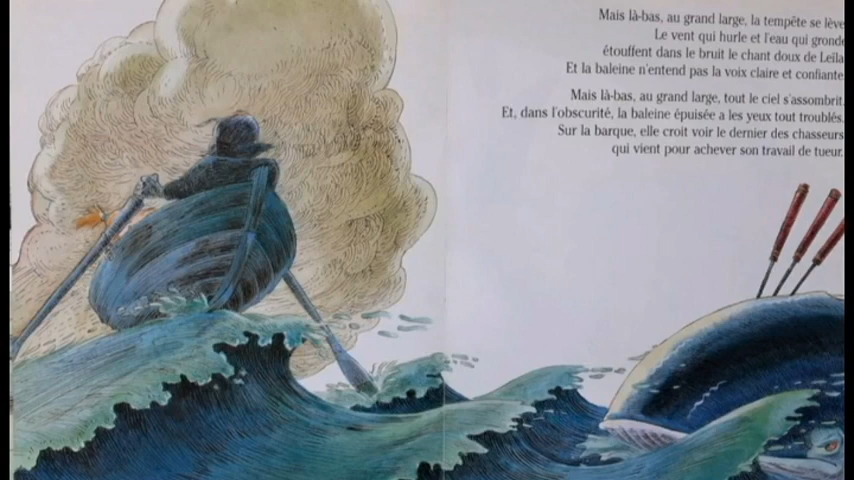 Mais là-bas, au grand large, la tempête se lève
Le vent qui hurle et l'eau qui gronde
étouffent dans le bruit le chant doux de Leïla
Et la baleine n'entend pas la voix claire et confiante
Mais là-bas, au grand large, tout le ciel s'assombrit.
Et, dans l'obscurité, la baleine épuisée a les yeux tout troublés.
Sur la barque, elle croit voir le dernier des chasseurs
qui vient pour achever son travail de tueur.